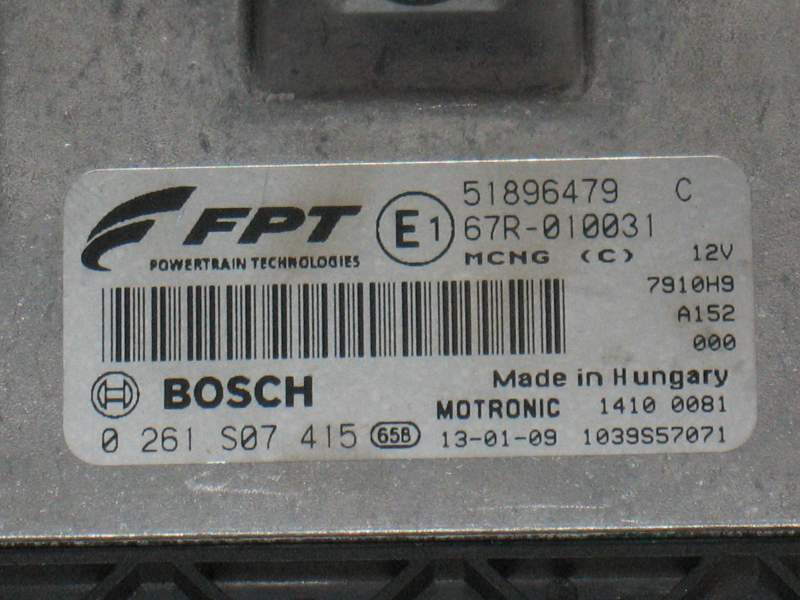 FPT
POWERTRAIN TECHNOLOGIES
E1
51896479 C
67R-010031
MCNG (C) 12V
7910H9
A152
000
BOSCH
Made in Hungary
MOTRONIC 1410 0081
0 261 S07 415 658 13-01-09 1039S57071